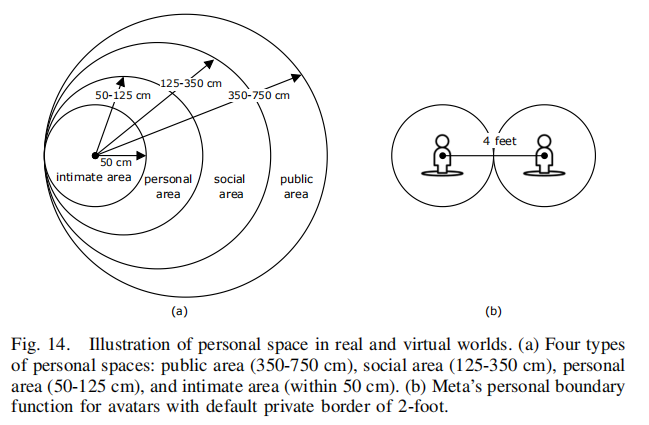 125-350 cm
50-125 cm
350-750 cm
50 cm
intimate area
personal
area
social
area
public
area
4 feet
(a)
(b)
Fig. 14. Illustration of personal space in real and virtual worlds. (a) Four types
of personal spaces: public area (350-750 cm), social area (125-350 cm), personal
area (50-125 cm), and intimate area (within 50 cm). (b) Meta's personal boundary
function for avatars with default private border of 2-foot.